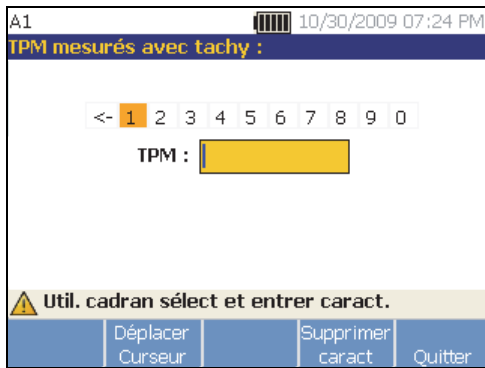 A1 10/30/2009 07:24 PM
TPM mesurés avec tachy :
<- 1 2 3 4 5 6 7 8 9 0
TPM :
Util. cadran sélect et entrer caract.
Déplacer Supprimer
Curseur caract Quitter